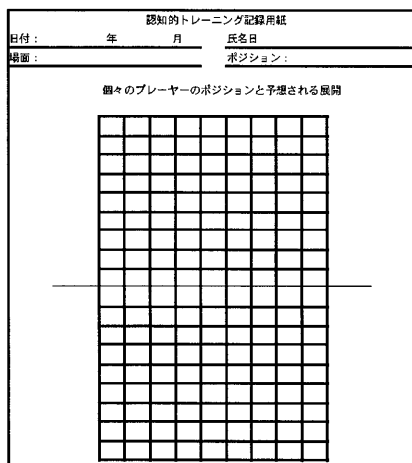 認知的トレーニング記録用紙
日付： 年 月 氏名日
場面： ポジション：
個々のプレーヤーのポジションと予想される展開